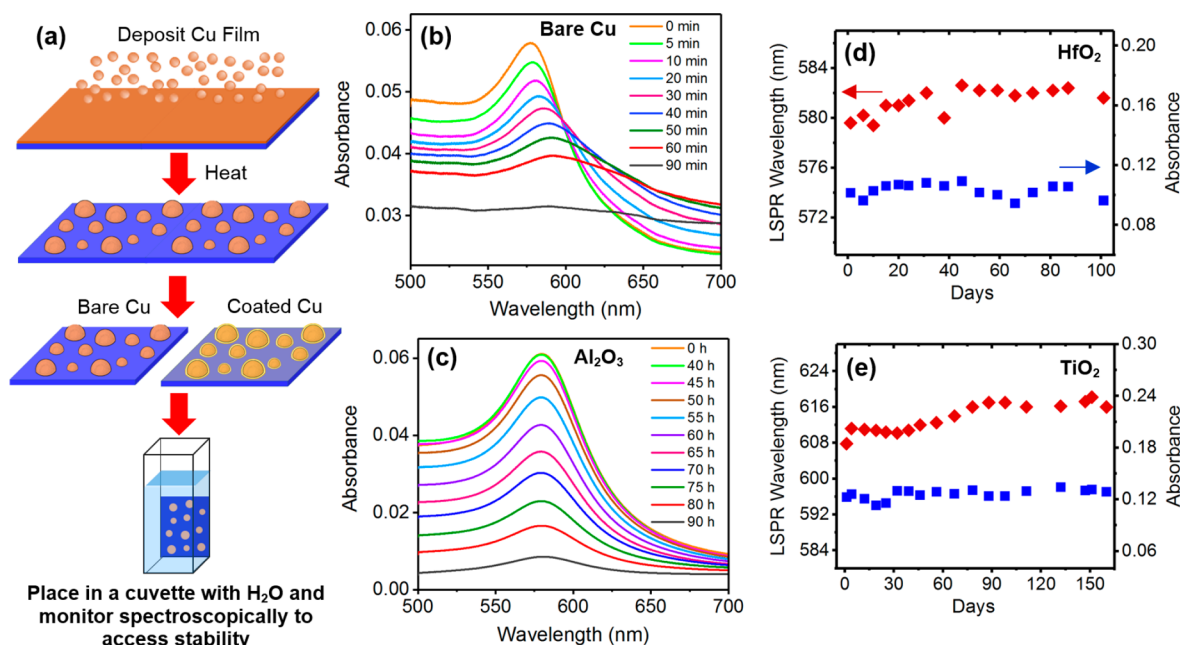 (a)
Deposit Cu Film
Heat
Bare Cu
Coated Cu
Place in a cuvette with H₂O and
monitor spectroscopically to
access stability
(b)
Bare Cu
0 min
5 min
10 min
20 min
30 min
40 min
50 min
60 min
90 min
0.06
0.05
0.04
0.03
Absorbance
500
550
600
650
700
Wavelength (nm)
(c)
Al₂O₃
0 h
40 h
45 h
50 h
55 h
60 h
65 h
70 h
75 h
80 h
90 h
0.06
0.04
0.02
0.00
Absorbance
500
550
600
650
700
Wavelength (nm)
(d)
HfO₂
584
580
576
572
LSPR Wavelength (nm)
0.20
0.16
0.12
0.08
Absorbance
0
20
40
60
80
100
Days
(e)
TiO₂
624
616
608
600
592
584
LSPR Wavelength (nm)
0.30
0.24
0.18
0.12
0.06
Absorbance
0
30
60
90
120
150
Days